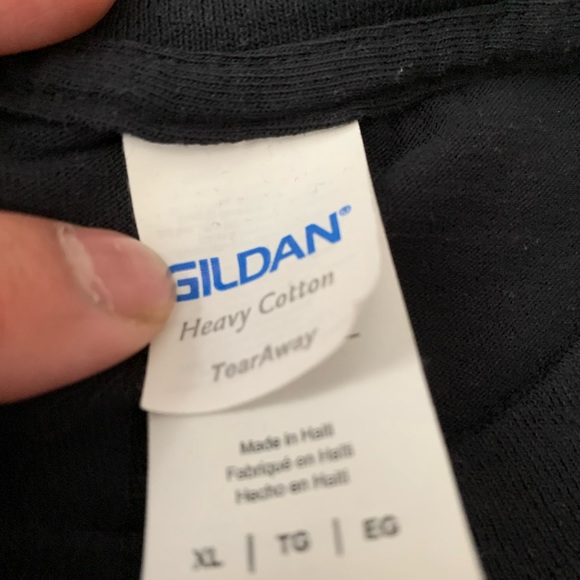 GILDAN®
Heavy Cotton
TearAway
Made in Haiti
Fabriqué en Haïti
Hecho en Haití
XL | TG | EG